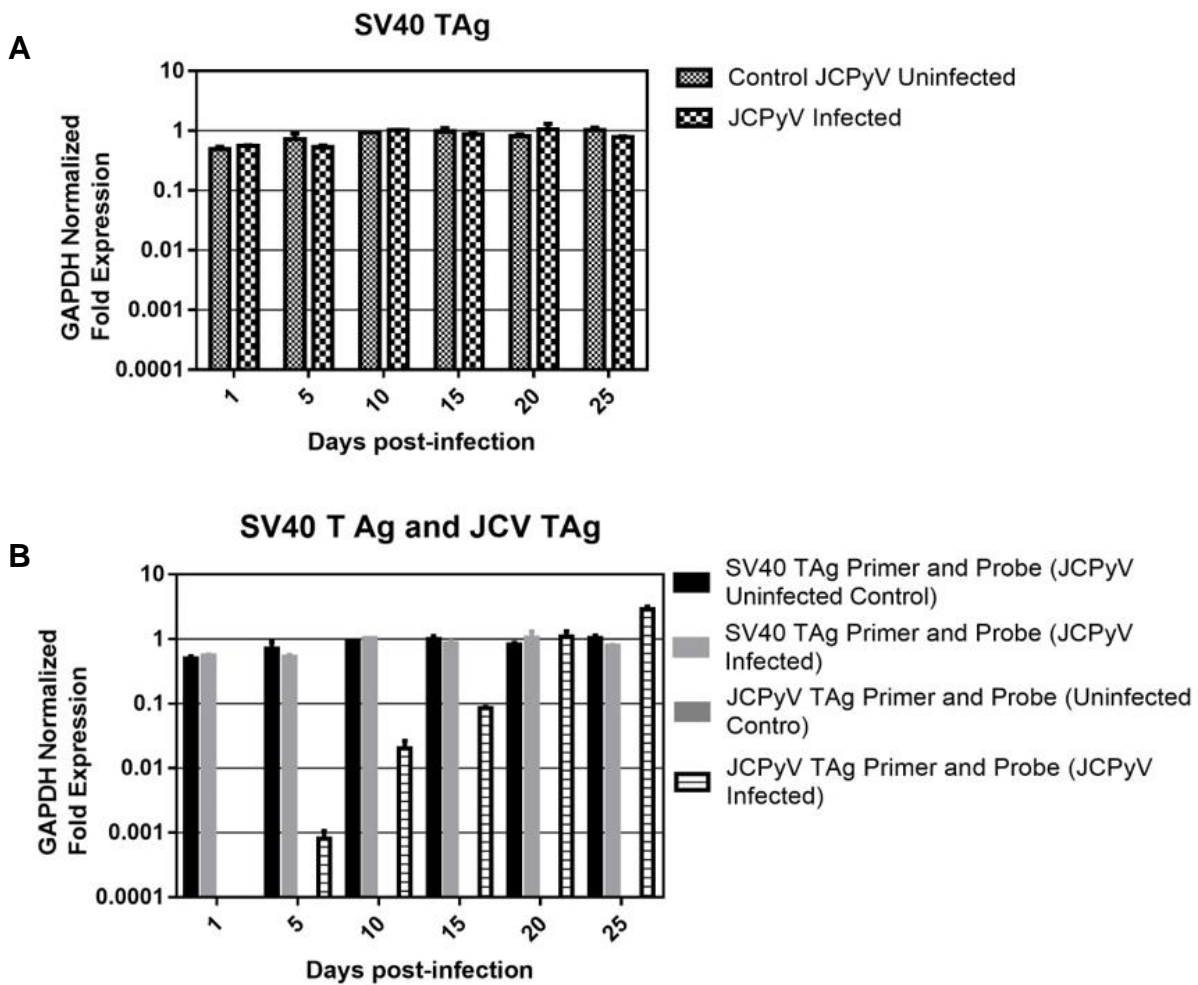 A
SV40 TAg
GAPDH Normalized
Fold Expression
10
1
0.1
0.01
0.001
0.0001
1
5
10
15
20
25
Days post-infection
Control JCPyV Uninfected
JCPyV Infected
B
SV40 T Ag and JCV TAg
GAPDH Normalized
Fold Expression
10
1
0.1
0.01
0.001
0.0001
1
5
10
15
20
25
Days post-infection
SV40 TAg Primer and Probe (JCPyV
Uninfected Control)
SV40 TAg Primer and Probe (JCPyV
Infected)
JCPyV TAg Primer and Probe (Uninfected
Contro)
JCPyV TAg Primer and Probe (JCPyV
Infected)